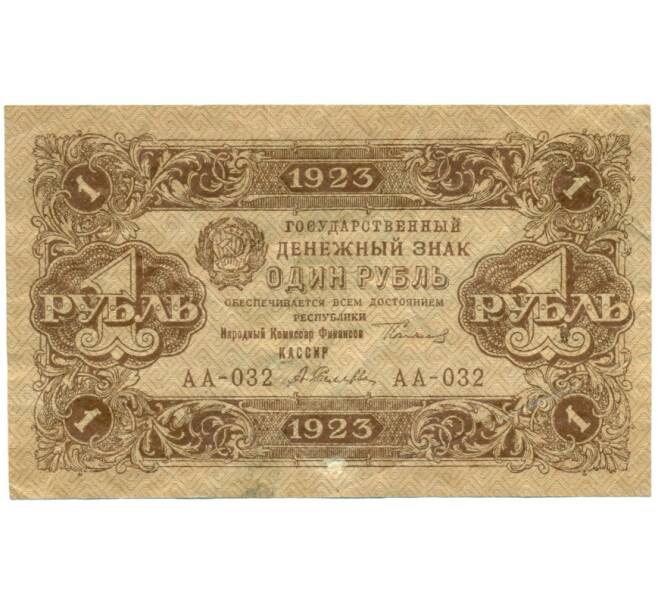 1 1923 1
ГОСУДАРСТВЕННЫЙ
ДЕНЕЖНЫЙ ЗНАК
ОДИН РУБЛЬ
1 РУБЛЬ
1 РУБЛЬ
ОБЕСПЕЧИВАЕТСЯ ВСЕМ ДОСТОЯНИЕМ
РЕСПУБЛИКИ
Народный Комиссар Финансов
КАССИР
АА-032 АА-032
1 1923 1